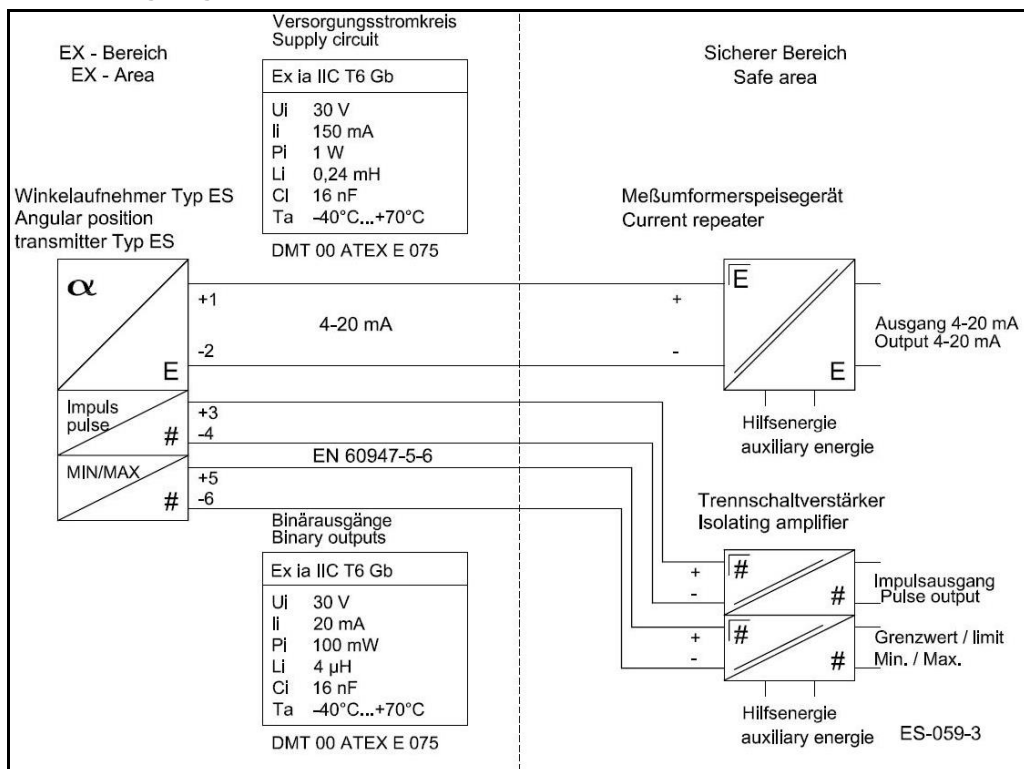 Versorgungsstromkreis
Supply circuit
EX - Bereich
EX - Area
Sicherer Bereich
Safe area
Ex ia IIC T6 Gb
Ui 30 V
Ii 150 mA
Pi 1 W
Li 0,24 mH
CI 16 nF
Ta -40°C...+70°C
DMT 00 ATEX E 075
Winkelaufnehmer Typ ES
Angular position
transmitter Typ ES
Meßumformerspeisegerät
Current repeater
α
E
+1
4-20 mA
-2
+
-
E
E
Ausgang 4-20 mA
Output 4-20 mA
Hilfsenergie
auxiliary energie
Impuls
pulse
#
+3
-4
EN 60947-5-6
MIN/MAX
#
+5
-6
Trennschaltverstärker
Isolating amplifier
+
-
#
#
Impulsausgang
Pulse output
+
-
#
#
Grenzwert / limit
Min. / Max.
Hilfsenergie
auxiliary energie
ES-059-3
Binärausgänge
Binary outputs
Ex ia IIC T6 Gb
Ui 30 V
Ii 20 mA
Pi 100 mW
Li 4 µH
Ci 16 nF
Ta -40°C...+70°C
DMT 00 ATEX E 075